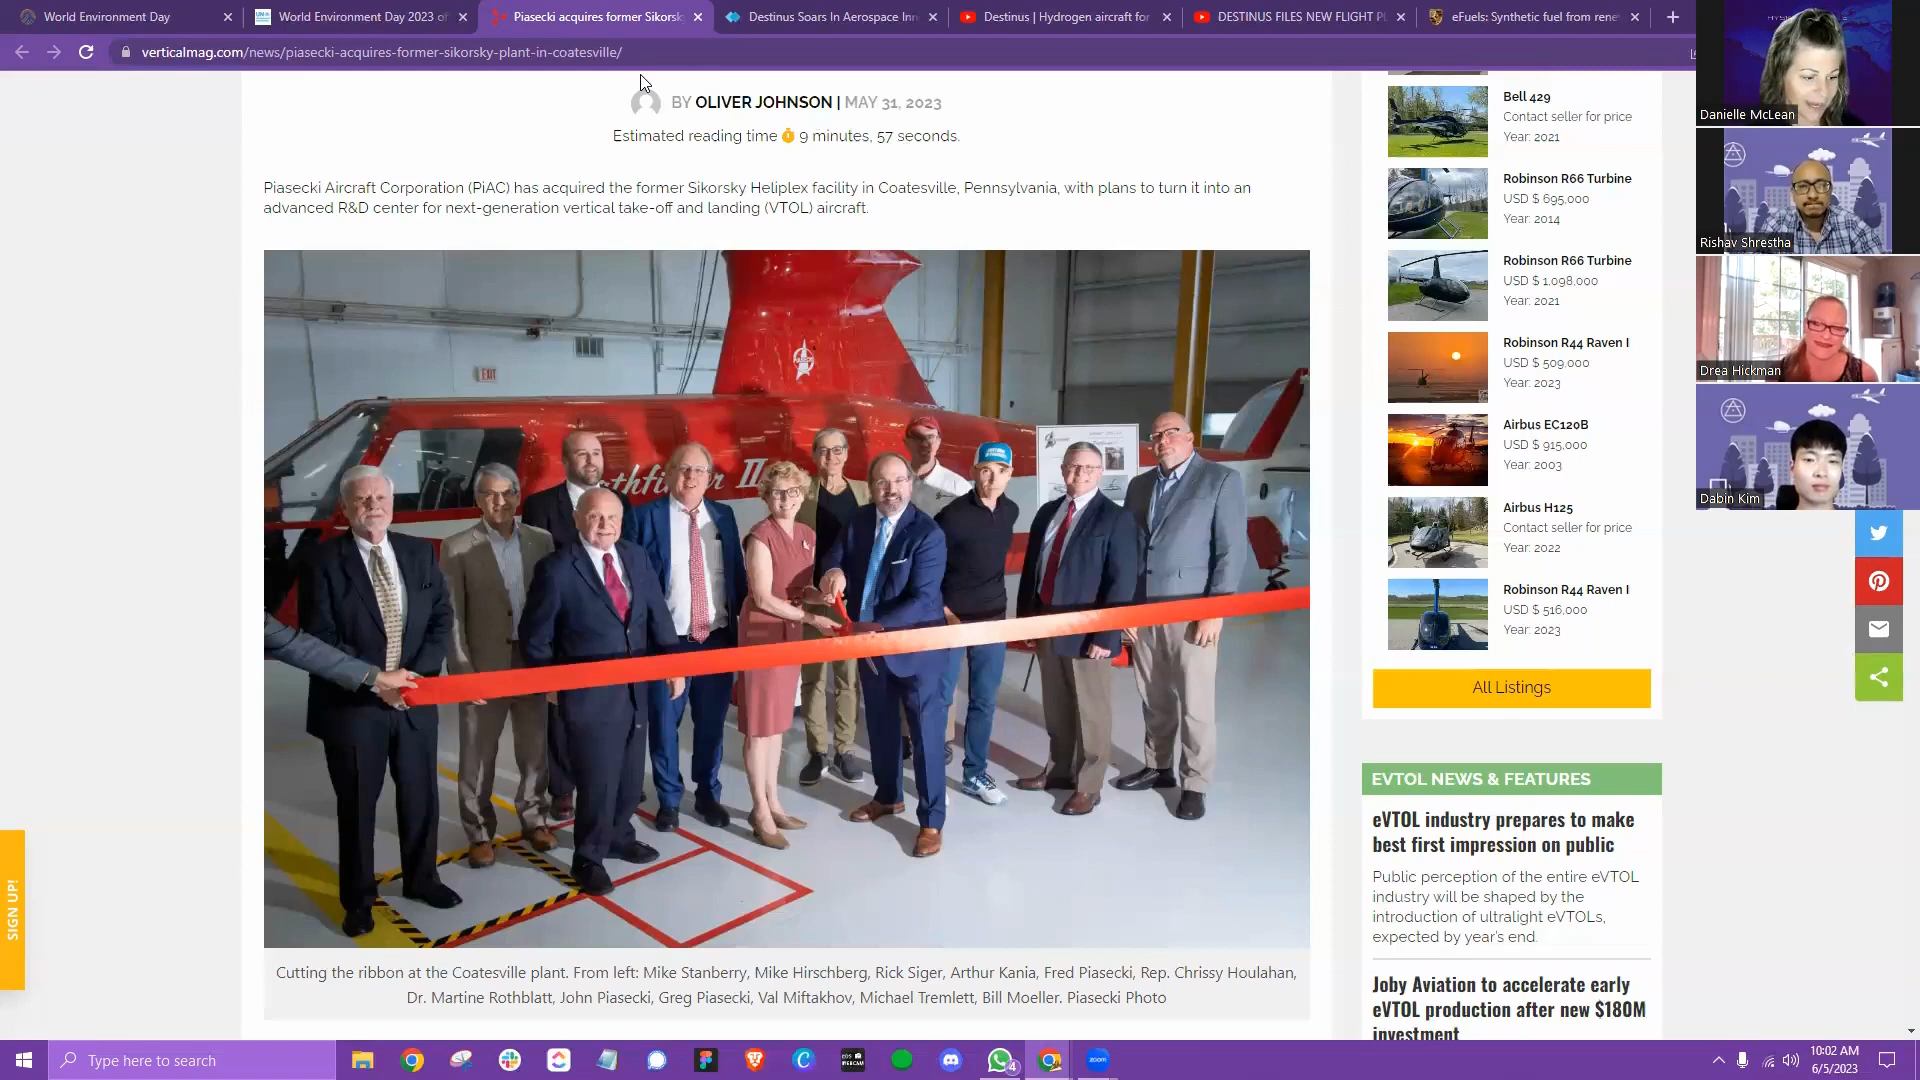 World Environment Day
World Environment Day 2023 of
Piasecki acquires former Sikorsk
Destinus Soars In Aerospace Inn
Destinus | Hydrogen aircraft for
DESTINUS FILES NEW FLIGHT PL
eFuels: Synthetic fuel from rene
verticalmag.com/news/piasecki-acquires-former-sikorsky-plant-in-coatesville/
BY OLIVER JOHNSON | MAY 31, 2023
Estimated reading time 9 minutes, 57 seconds.
Piasecki Aircraft Corporation (PiAC) has acquired the former Sikorsky Heliplex facility in Coatesville, Pennsylvania, with plans to turn it into an
advanced R&D center for next-generation vertical take-off and landing (VTOL) aircraft.
EXIT
PIASECKI
athfinder II
Cutting the ribbon at the Coatesville plant. From left: Mike Stanberry, Mike Hirschberg, Rick Siger, Arthur Kania, Fred Piasecki, Rep. Chrissy Houlahan,
Dr. Martine Rothblatt, John Piasecki, Greg Piasecki, Val Miftakhov, Michael Tremlett, Bill Moeller. Piasecki Photo
SIGN UP!
Bell 429
Contact seller for price
Year: 2021
Robinson R66 Turbine
USD $ 695,000
Year: 2014
Robinson R66 Turbine
USD $ 1,098,000
Year: 2021
Robinson R44 Raven I
USD $ 509,000
Year: 2023
Airbus EC120B
USD $ 915,000
Year: 2003
Airbus H125
Contact seller for price
Year: 2022
Robinson R44 Raven I
USD $ 516,000
Year: 2023
All Listings
EVTOL NEWS & FEATURES
eVTOL industry prepares to make
best first impression on public
Public perception of the entire eVTOL
industry will be shaped by the
introduction of ultralight eVTOLs,
expected by year's end.
Joby Aviation to accelerate early
eVTOL production after new $180M
investment
Danielle McLean
Rishav Shrestha
Drea Hickman
Dabin Kim
Type here to search
EOS
WEBCAM
4
zoom
10:02 AM
6/5/2023